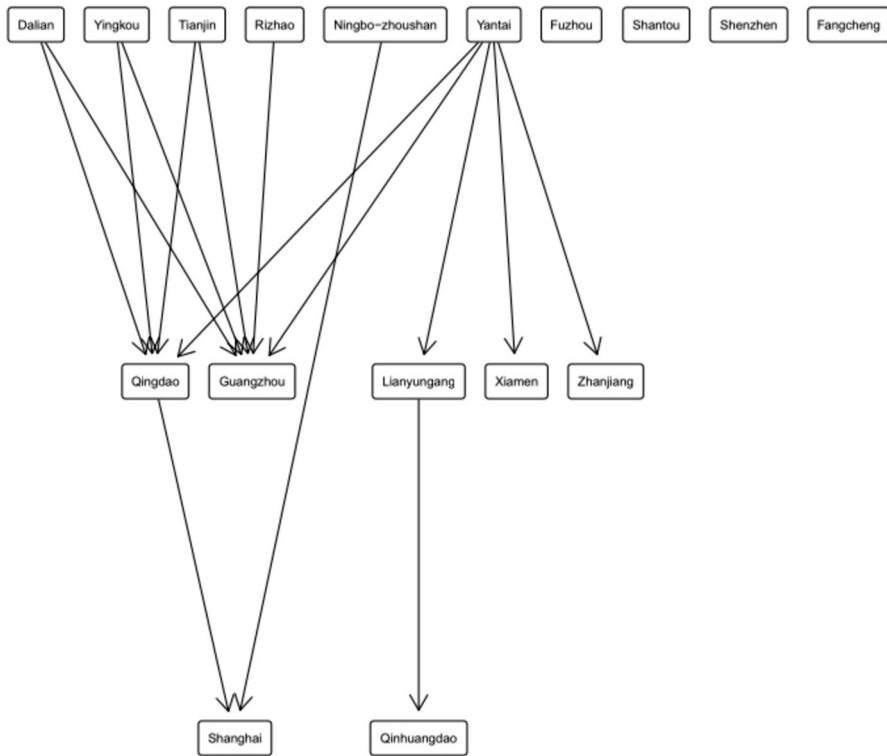 Dalian
Yingkou
Tianjin
Rizhao
Ningbo−zhoushan
Yantai
Fuzhou
Shantou
Shenzhen
Fangcheng
Qingdao
Guangzhou
Lianyungang
Xiamen
Zhanjiang
Shanghai
Qinhuangdao